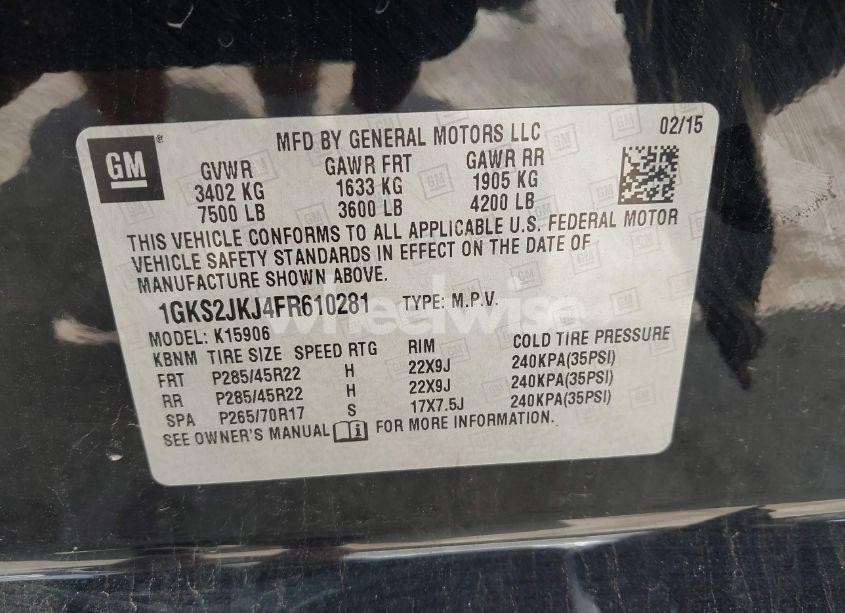 GM
MFD BY GENERAL MOTORS LLC 02/15
GVWR GAWR FRT GAWR RR
3402 KG 1633 KG 1905 KG
7500 LB 3600 LB 4200 LB
THIS VEHICLE CONFORMS TO ALL APPLICABLE U.S. FEDERAL MOTOR
VEHICLE SAFETY STANDARDS IN EFFECT ON THE DATE OF
MANUFACTURE SHOWN ABOVE.
1GKS2JKJ4FR610281 TYPE: M.P.V.
wheelwise
MODEL: K15906
KBNM TIRE SIZE SPEED RTG RIM COLD TIRE PRESSURE
FRT P285/45R22 H 22X9J 240KPA(35PSI)
RR P285/45R22 H 22X9J 240KPA(35PSI)
SPA P265/70R17 S 17X7.5J 240KPA(35PSI)
SEE OWNER'S MANUAL FOR MORE INFORMATION.